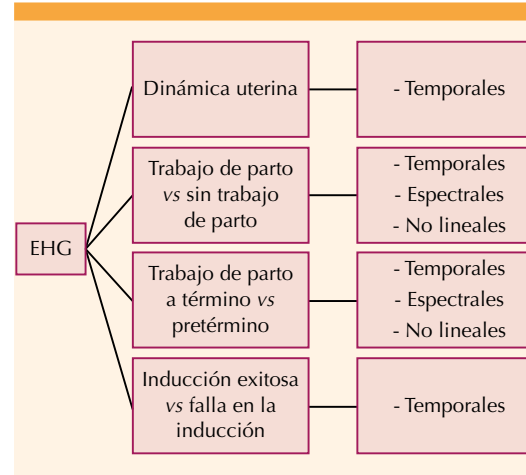 EHG
Dinámica uterina
- Temporales
Trabajo de parto
vs sin trabajo
de parto
- Temporales
- Espectrales
- No lineales
Trabajo de parto
a término vs
pretérmino
- Temporales
- Espectrales
- No lineales
Inducción exitosa
vs falla en la
inducción
- Temporales